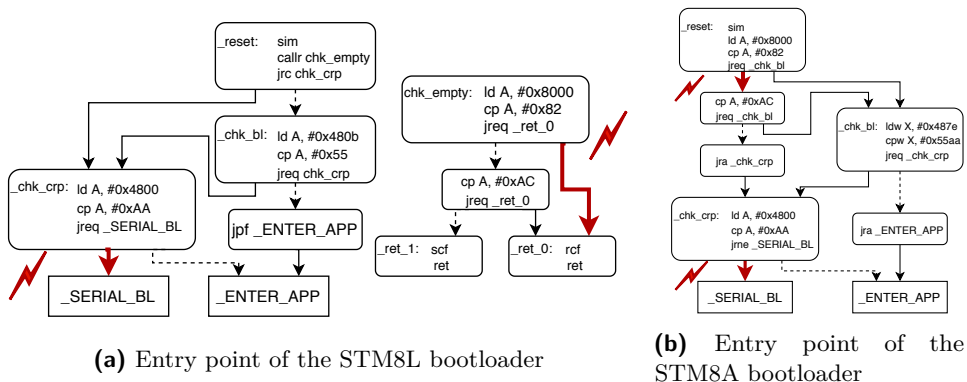 _reset: sim
callr chk_empty
jrc chk_crp
_chk_bl: ld A, #0x480b
cp A, #0x55
jreq chk_crp
_chk_crp: ld A, #0x4800
cp A, #0xAA
jreq _SERIAL_BL
jpf _ENTER_APP
_SERIAL_BL
_ENTER_APP
chk_empty: ld A, #0x8000
cp A, #0x82
jreq _ret_0
cp A, #0xAC
jreq _ret_0
_ret_1: scf
ret
_ret_0: rcf
ret
(a) Entry point of the STM8L bootloader
_reset: sim
ld A, #0x8000
cp A, #0x82
jreq _chk_bl
cp A, #0xAC
jreq _chk_bl
jra _chk_crp
_chk_bl: ldw X, #0x487e
cpw X, #0x55aa
jreq _chk_crp
_chk_crp: ld A, #0x4800
cp A, #0xAA
jrne _SERIAL_BL
jra _ENTER_APP
_SERIAL_BL
_ENTER_APP
(b) Entry point of the
STM8A bootloader